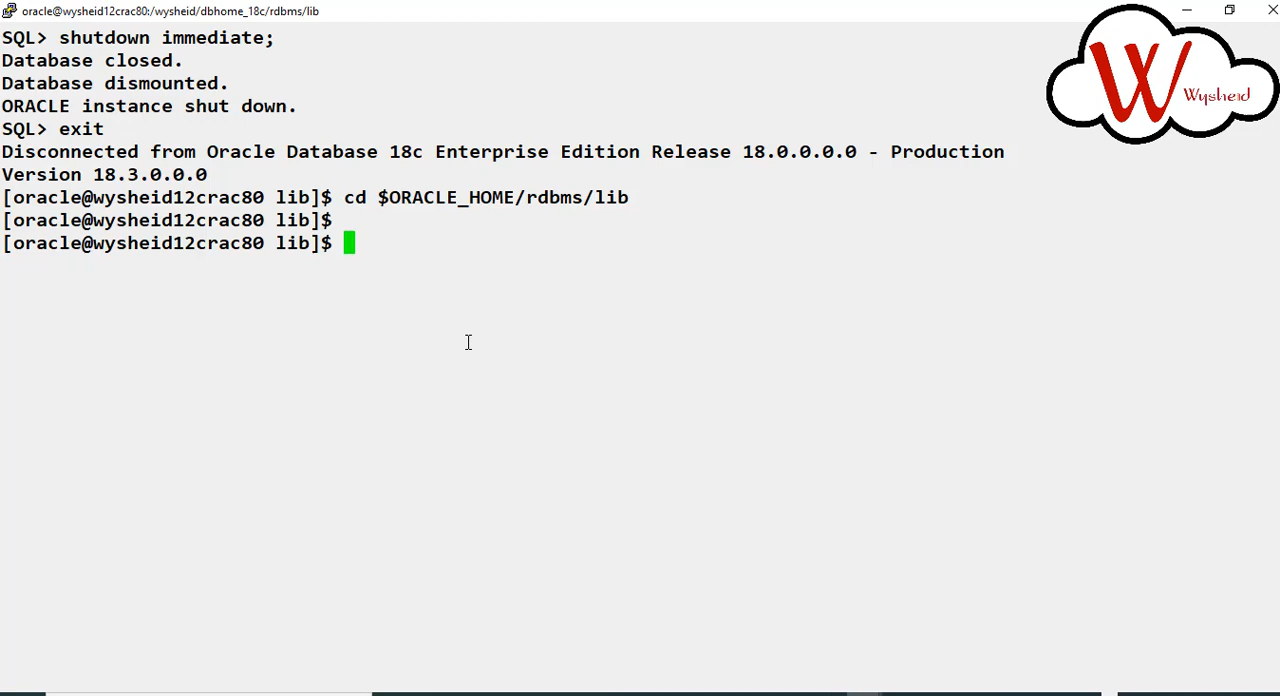 oracle@wysheid12crac80:/wysheid/dbhome_18c/rdbms/lib
SQL> shutdown immediate;
Database closed.
Database dismounted.
ORACLE instance shut down.
SQL> exit
Disconnected from Oracle Database 18c Enterprise Edition Release 18.0.0.0.0 - Production
Version 18.3.0.0.0
[oracle@wysheid12crac80 lib]$ cd $ORACLE_HOME/rdbms/lib
[oracle@wysheid12crac80 lib]$
[oracle@wysheid12crac80 lib]$
W Wysheid